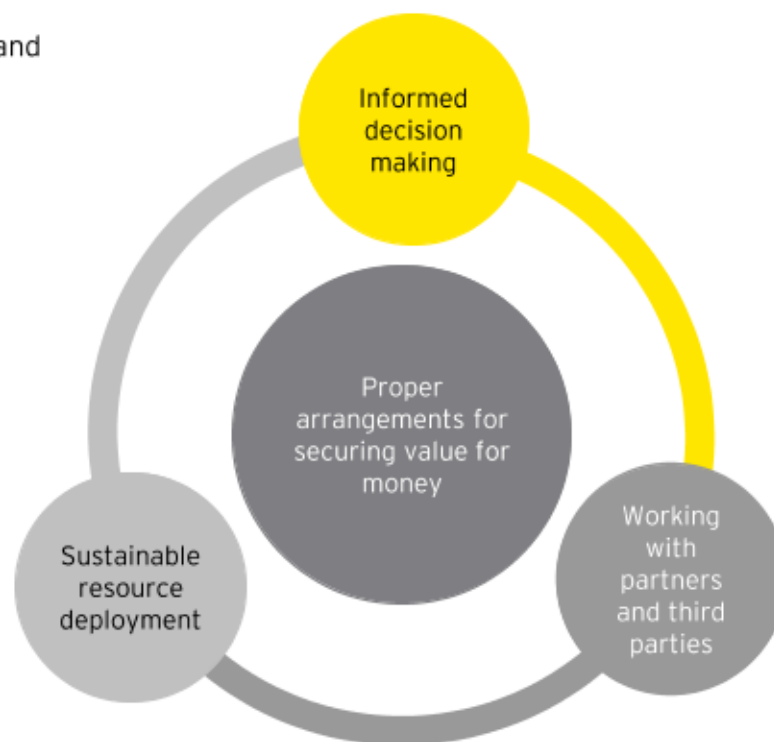 and
Informed
decision
making
Proper
arrangements for
securing value for
money
Sustainable
resource
deployment
Working
with
partners
and third
parties